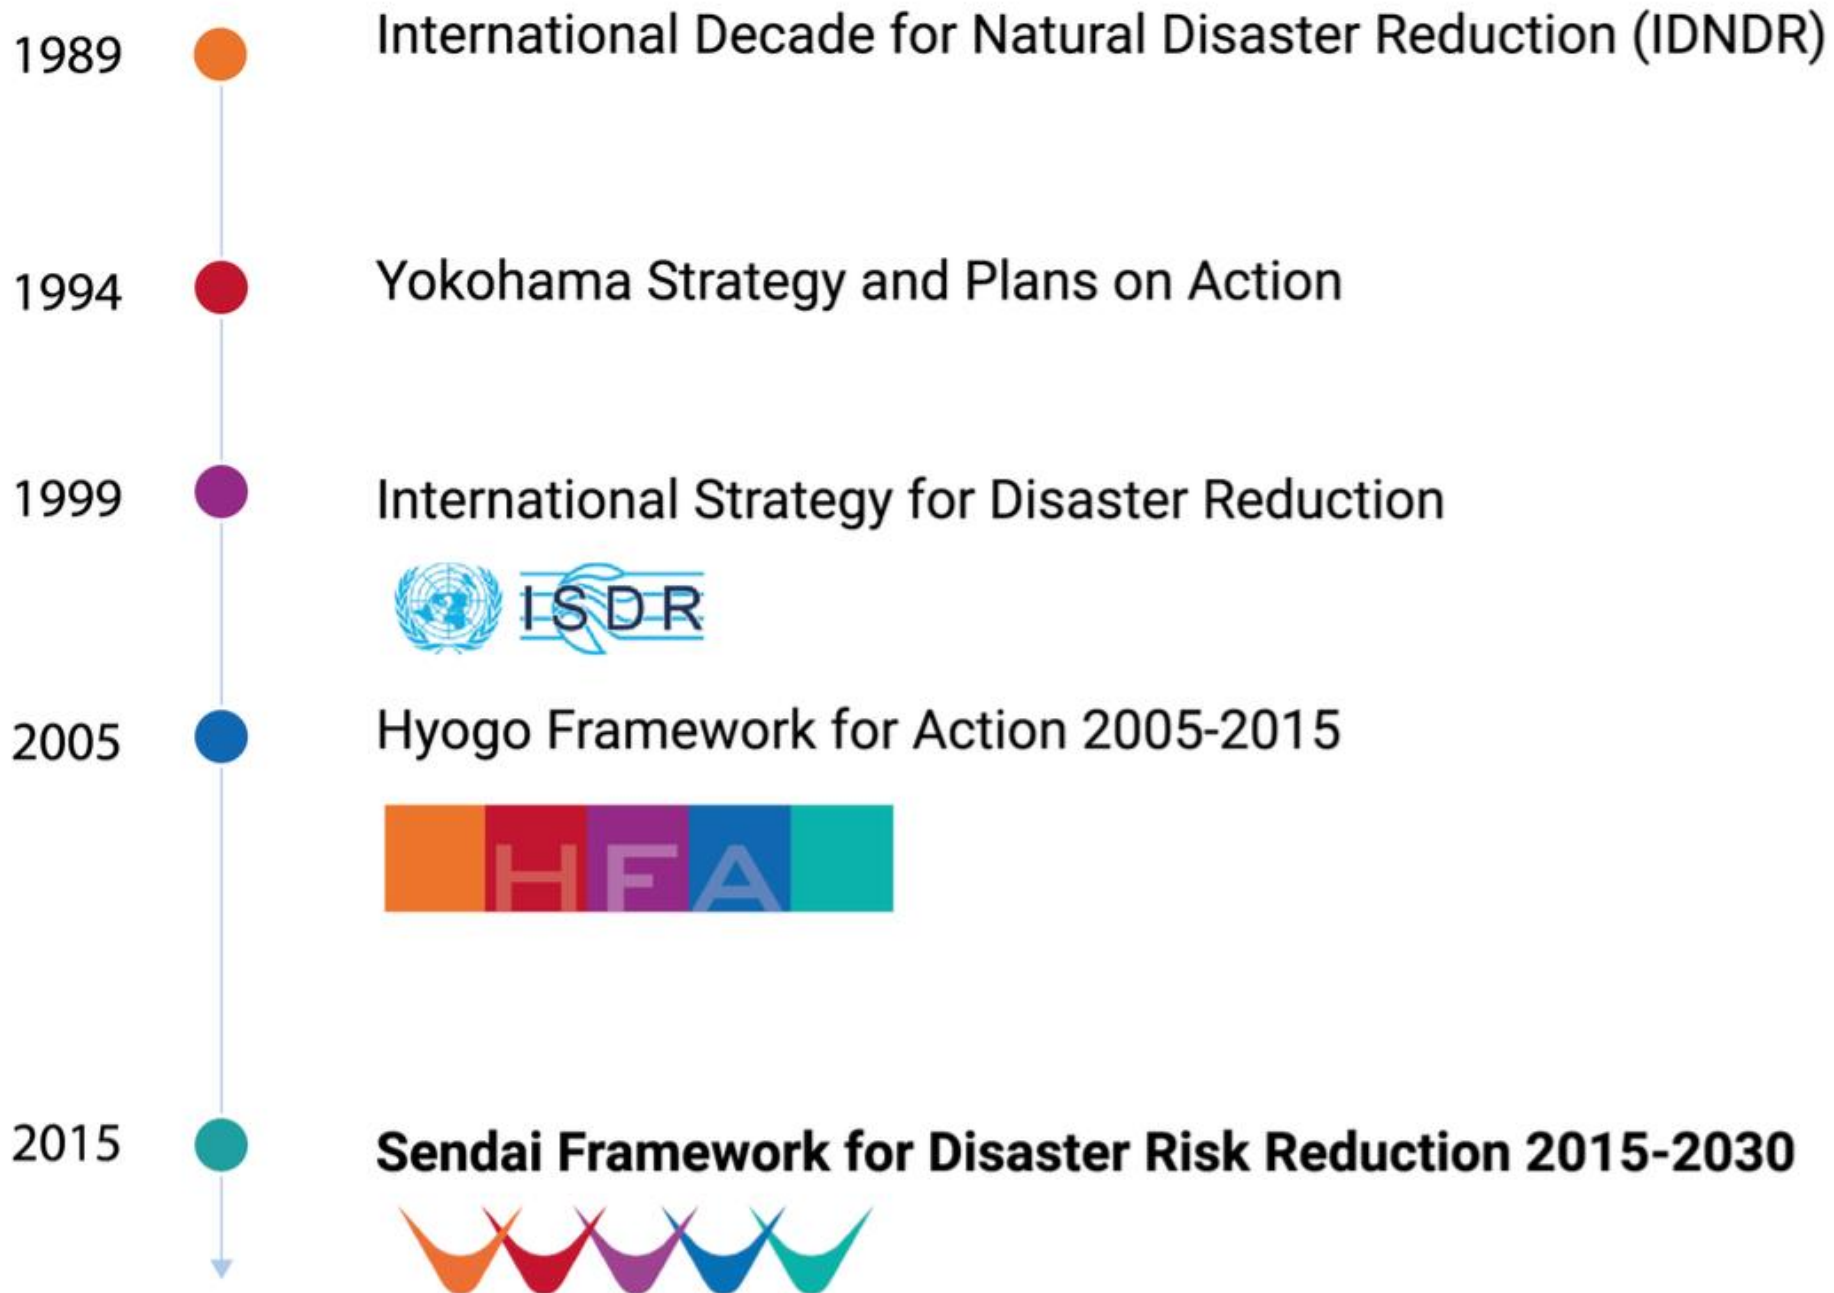 1989 International Decade for Natural Disaster Reduction (IDNDR)
1994 Yokohama Strategy and Plans on Action
1999 International Strategy for Disaster Reduction
ISDR
2005 Hyogo Framework for Action 2005-2015
HFA
2015 Sendai Framework for Disaster Risk Reduction 2015-2030